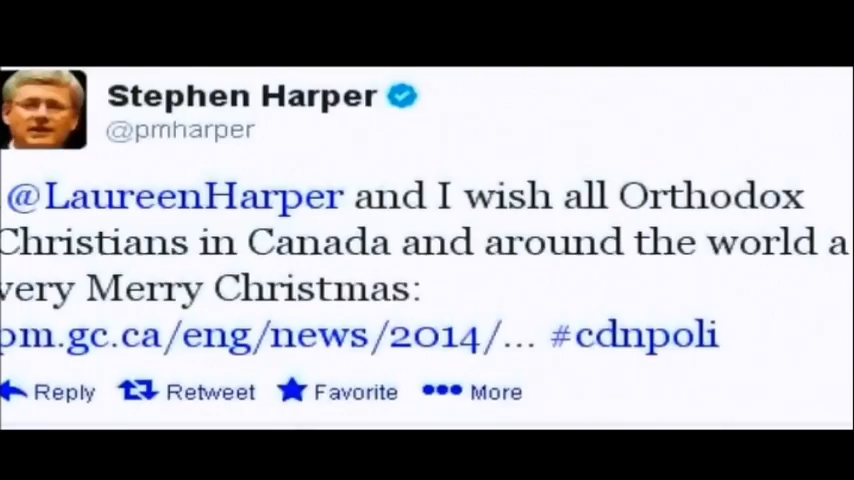 Stephen Harper
@pmharper
@LaureenHarper and I wish all Orthodox
Christians in Canada and around the world a
very Merry Christmas:
pm.gc.ca/eng/news/2014/... #cdnpoli
Reply Retweet Favorite More